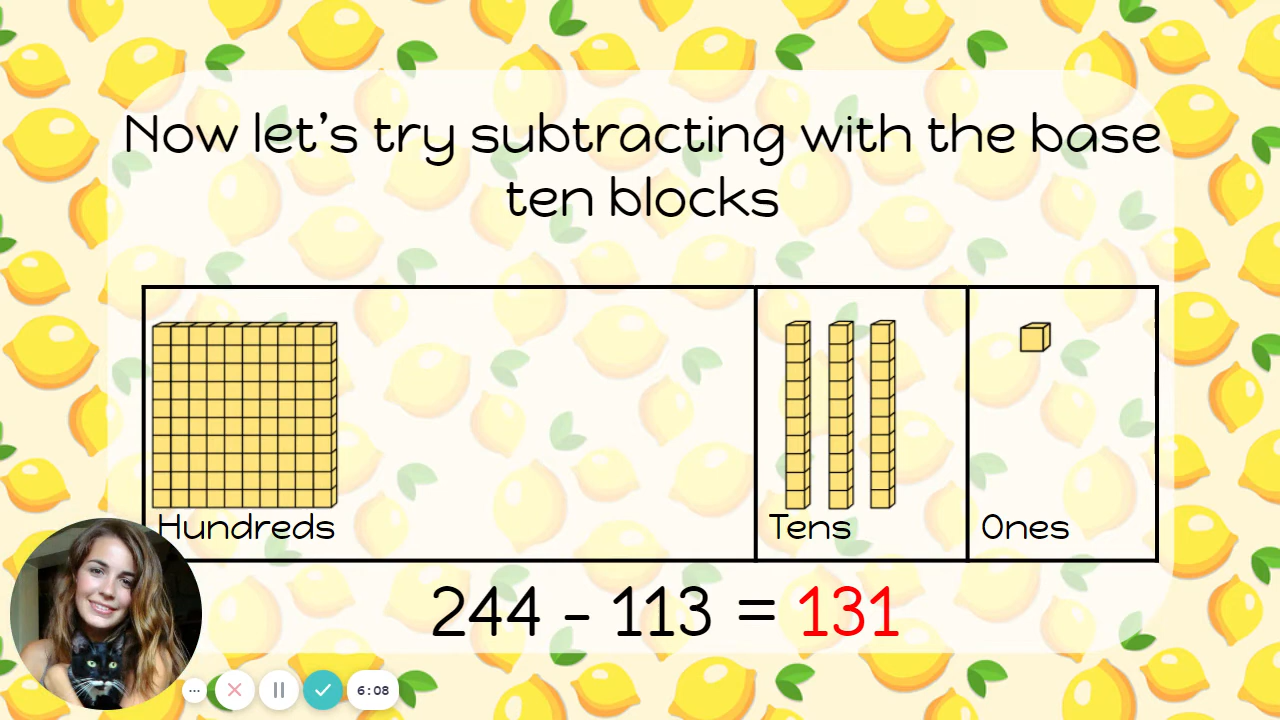 Now let's try subtracting with the base
ten blocks
Hundreds
Tens
Ones
244 - 113 = 131
6:08